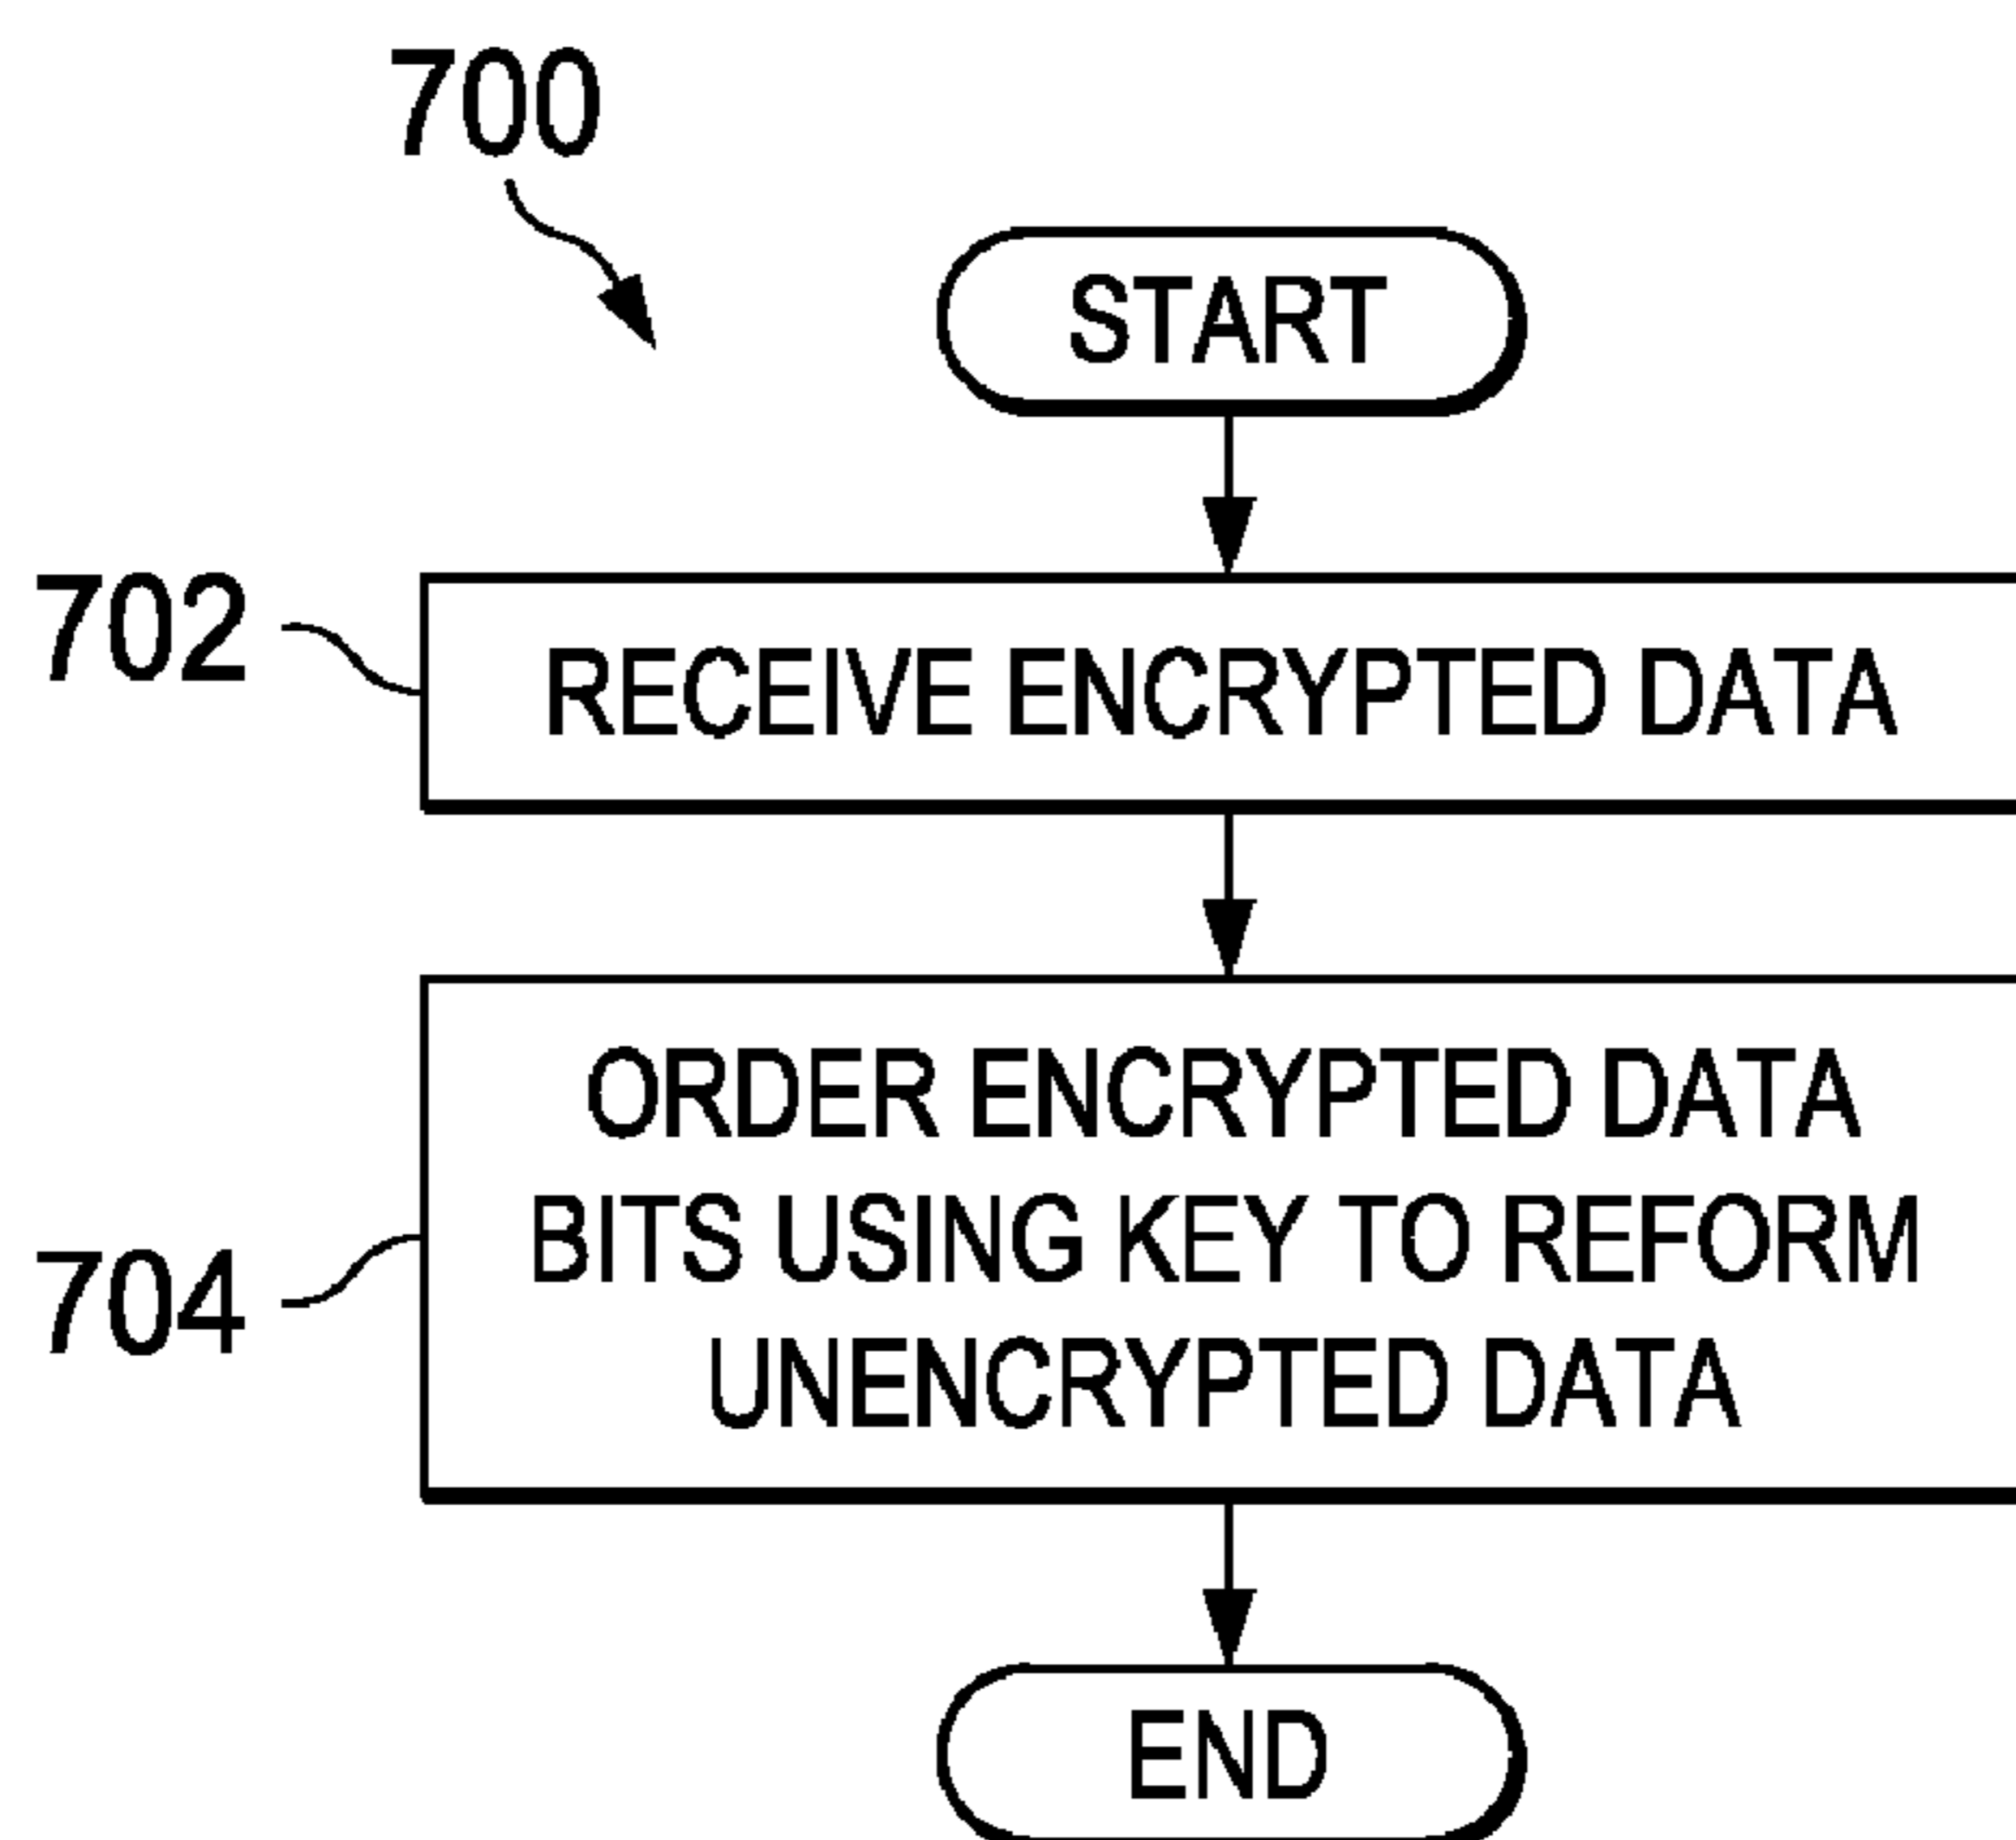 700
START
702
RECEIVE ENCRYPTED DATA
ORDER ENCRYPTED DATA
BITS USING KEY TO REFORM
704
UNENCRYPTED DATA
END